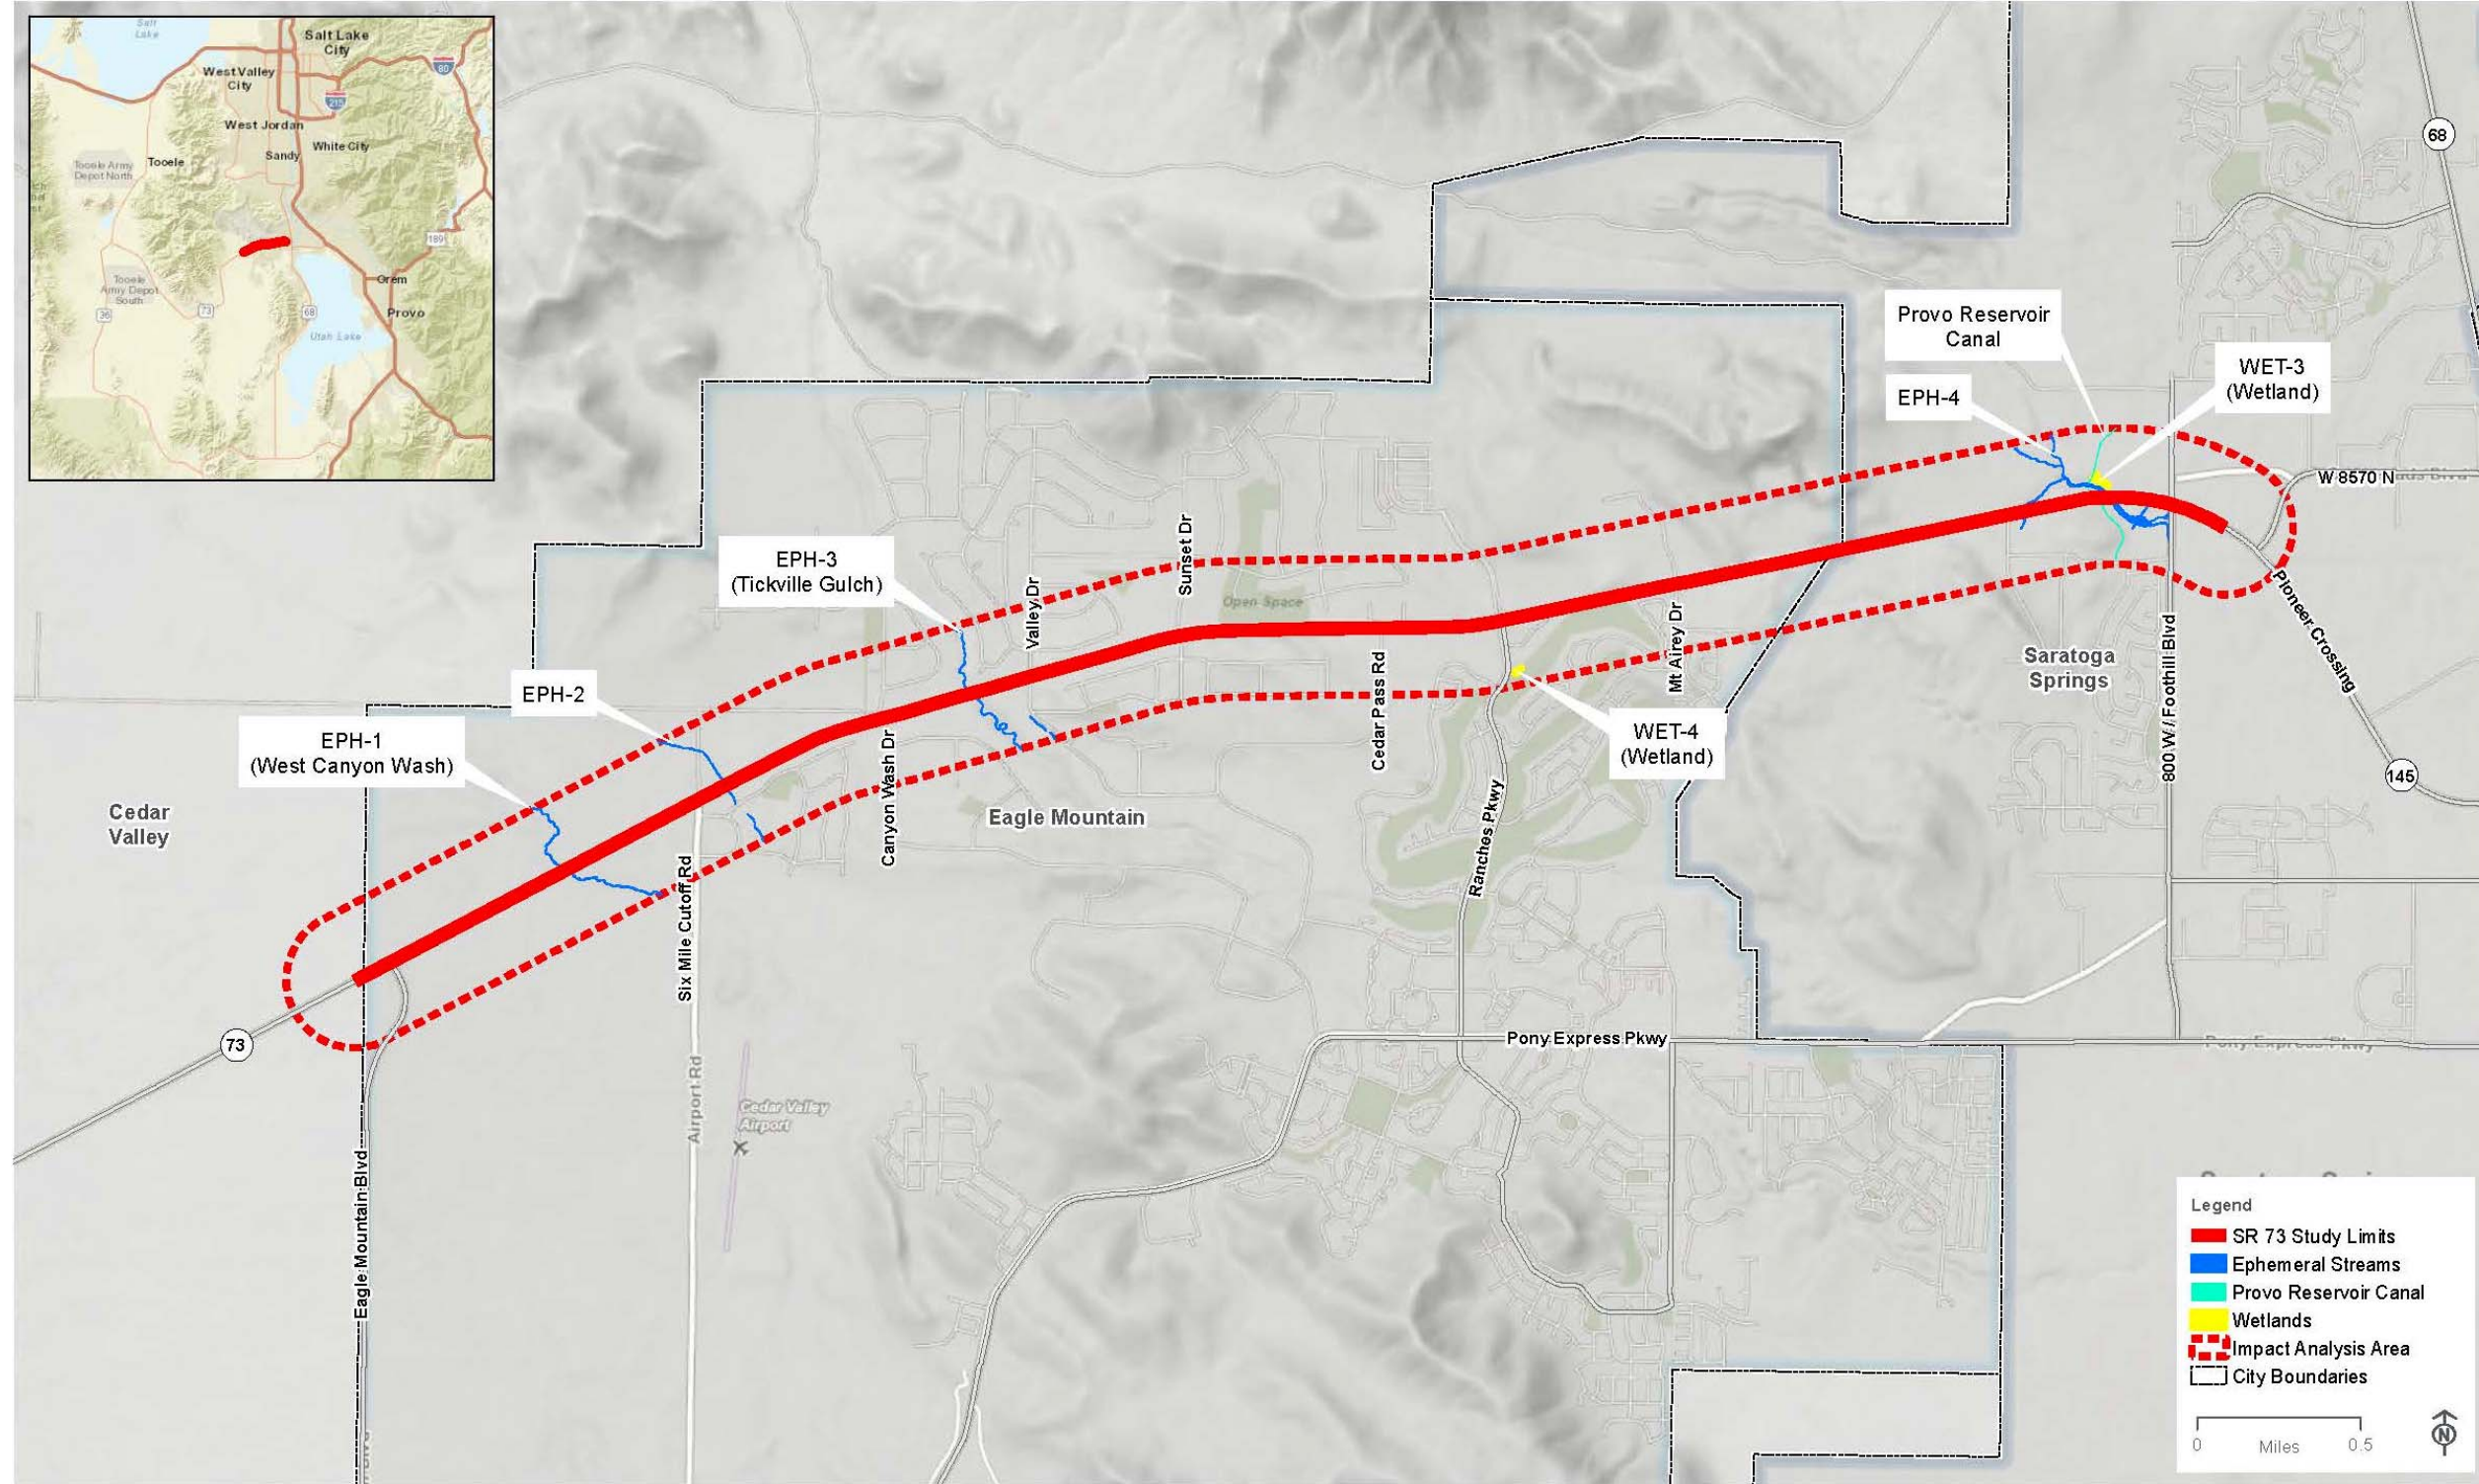 Salt
Lake
Salt Lake
City
West Valley
City
80
215
West Jordan
White City
Sandy
Tooele Army
Depot North
Tooele
189
Tooele
Army Depot
South
Orem
Provo
36
73
68
Utah Lake
68
Provo Reservoir
Canal
WET-3
(Wetland)
EPH-4
W 8570 N
EPH-3
(Tickville Gulch)
Valley Dr
Sunset Dr
Open Space
Mt Airey Dr
Pioneer Crossing
800 W / Foothill Blvd
Saratoga
Springs
EPH-2
Cedar Pass Rd
WET-4
(Wetland)
EPH-1
(West Canyon Wash)
145
Canyon Wash Dr
Cedar
Valley
Eagle Mountain
Ranches Pkwy
Six Mile Cutoff Rd
73
Pony Express Pkwy
Pony Express Pkwy
Airport Rd
Cedar Valley
Airport
Eagle Mountain Blvd
Legend
SR 73 Study Limits
Ephemeral Streams
Provo Reservoir Canal
Wetlands
Impact Analysis Area
City Boundaries
0 Miles 0.5
N